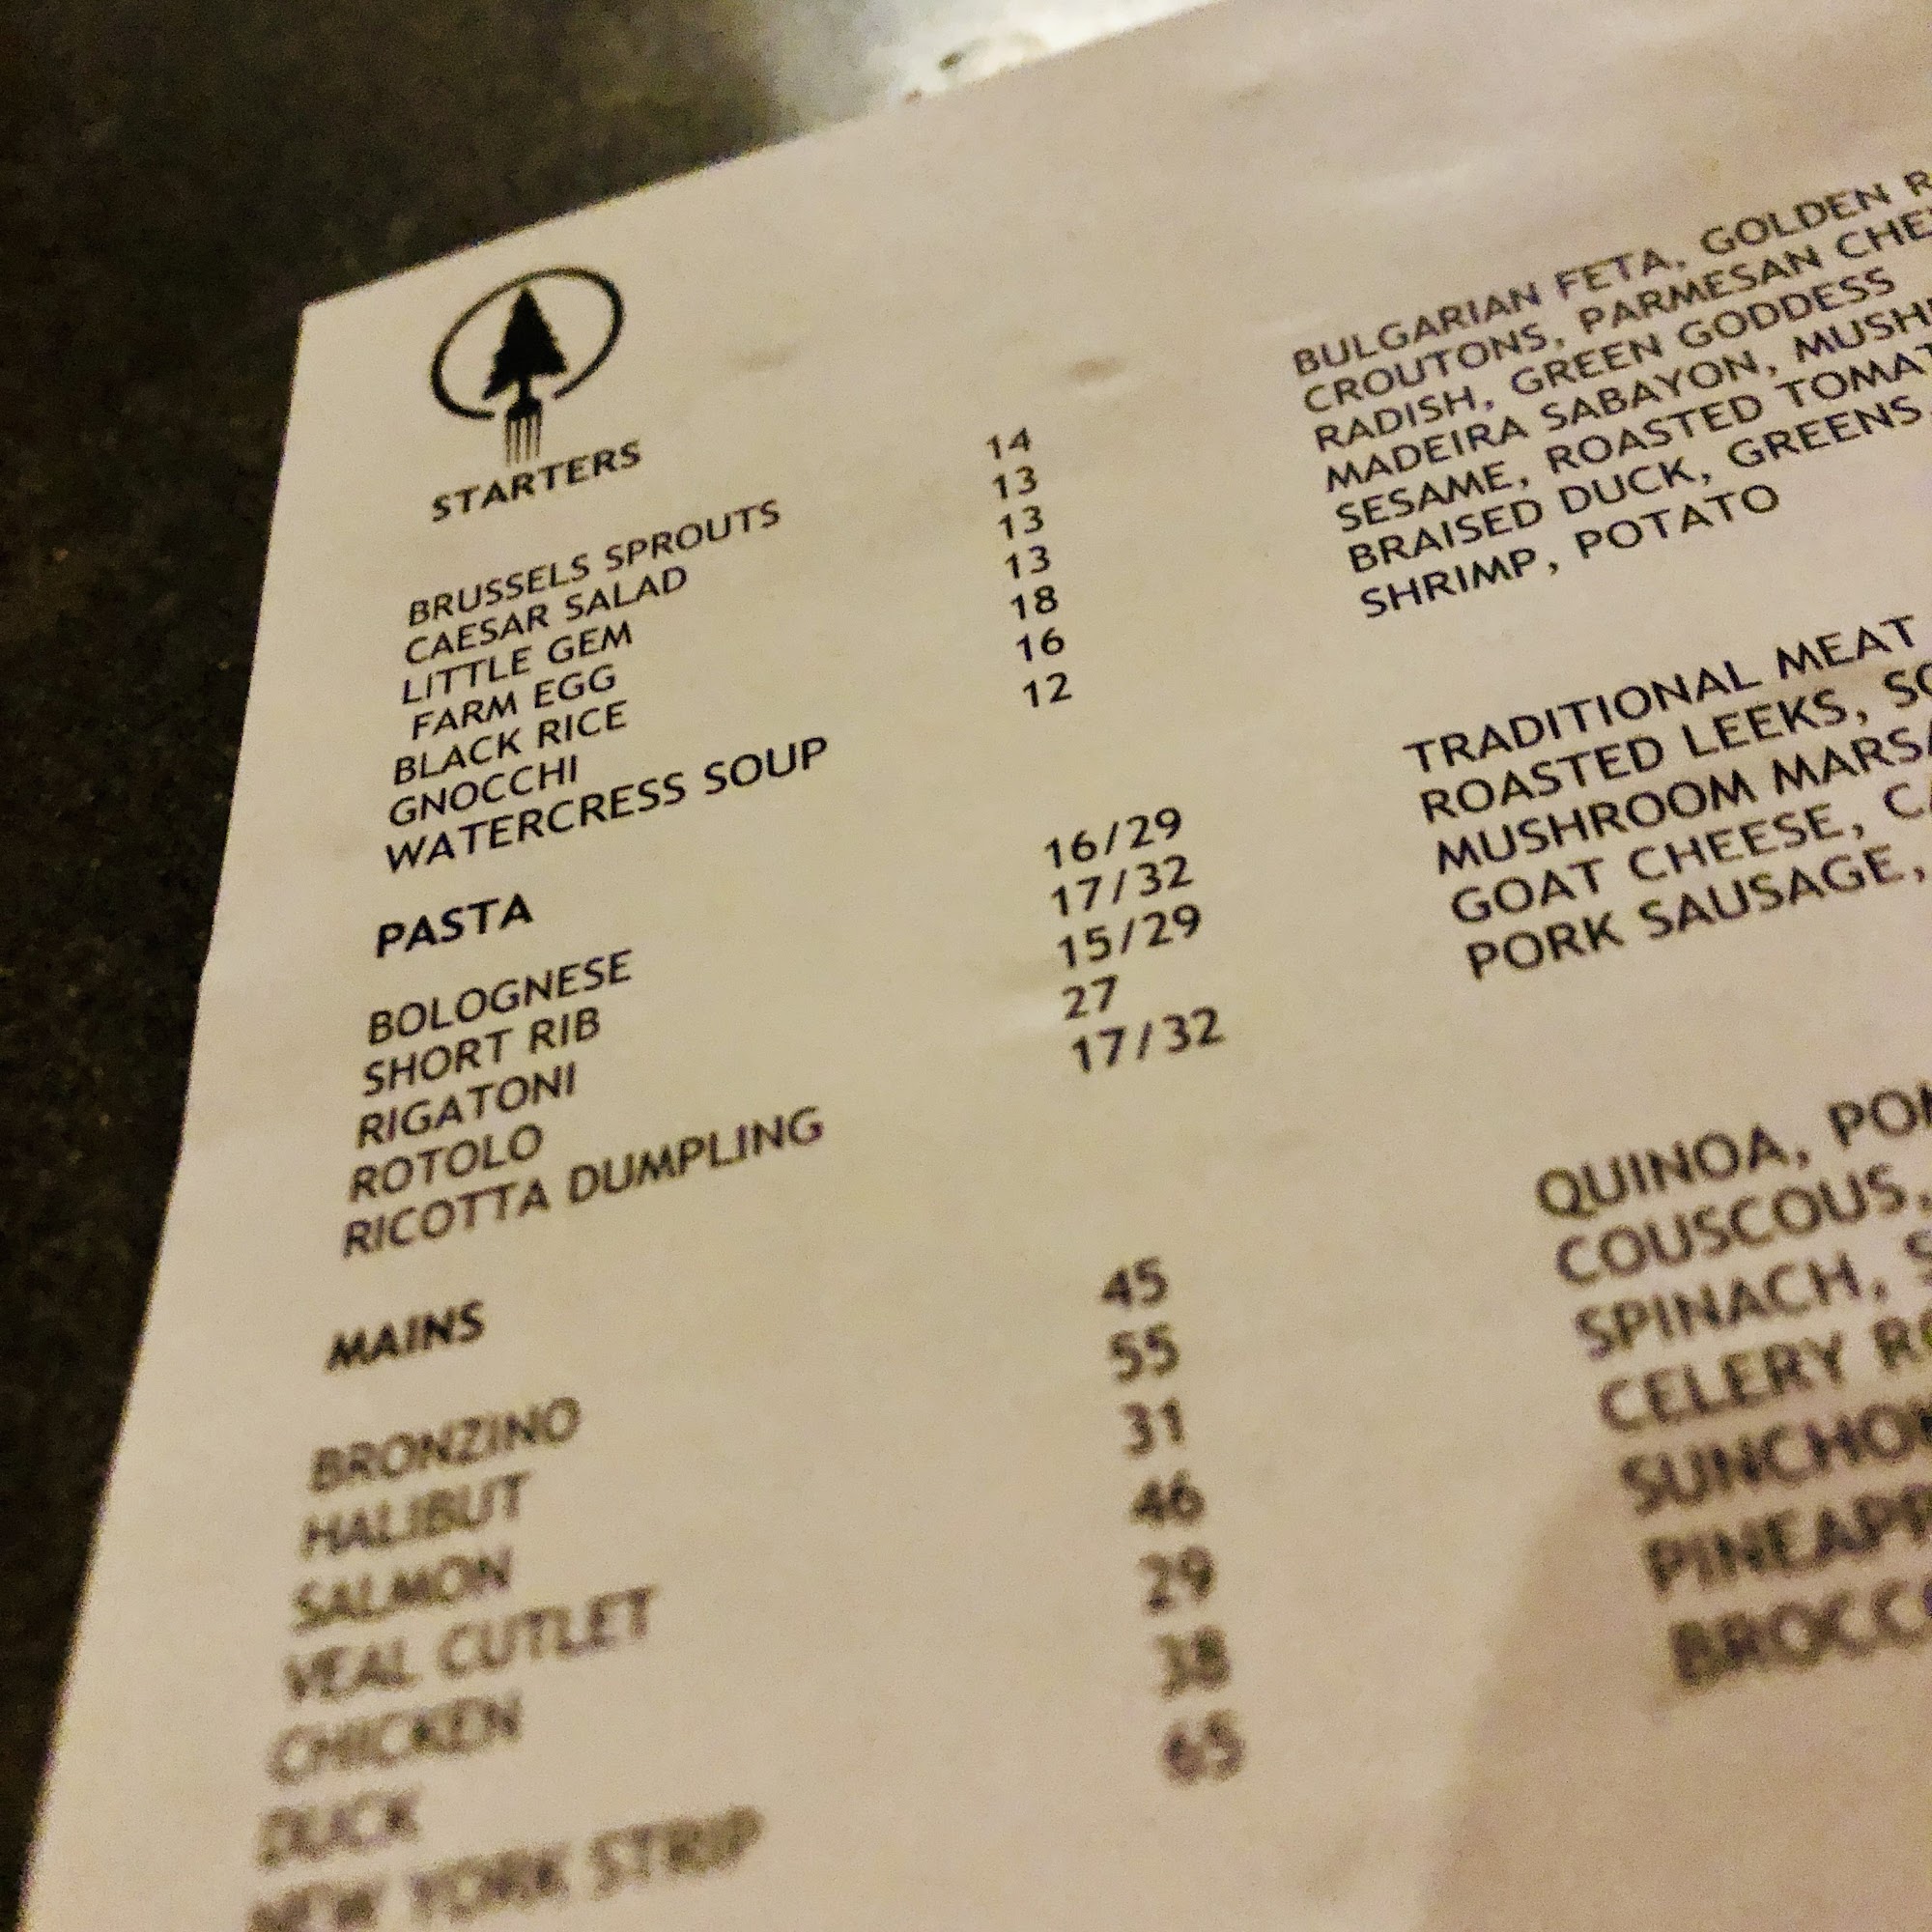 STARTERS
BRUSSELS SPROUTS 14 BULGARIAN FETA, GOLDEN
CAESAR SALAD 13 CROUTONS, PARMESAN
LITTLE GEM 13 RADISH, GREEN GODDESS
FARM EGG 13 MADEIRA SABAYON,
BLACK RICE 18 SESAME, ROASTED
GNOCCHI 16 BRAISED DUCK, GREENS
WATERCRESS SOUP 12 SHRIMP, POTATO
PASTA
BOLOGNESE 16/29 TRADITIONAL MEAT
SHORT RIB 17/32 ROASTED LEEKS,
RIGATONI 15/29 MUSHROOM
ROTOLO 27 GOAT CHEESE,
RICOTTA DUMPLING 17/32 PORK SAUSAGE,
MAINS
BRONZINO 45 QUINOA,
HALIBUT 55 COUSCOUS,
SALMON 31 SPINACH,
VEAL CUTLET 46 CELERY
CHICKEN 29
DUCK 38
NEW YORK STRIP 65